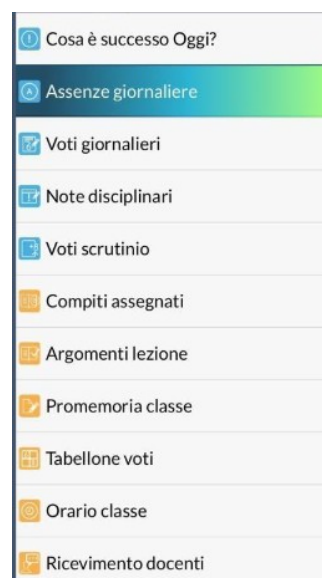 Cosa è successo Oggi?
Assenze giornaliere
Voti giornalieri
Note disciplinari
Voti scrutinio
Compiti assegnati
Argomenti lezione
Promemoria classe
Tabellone voti
Orario classe
Ricevimento docenti